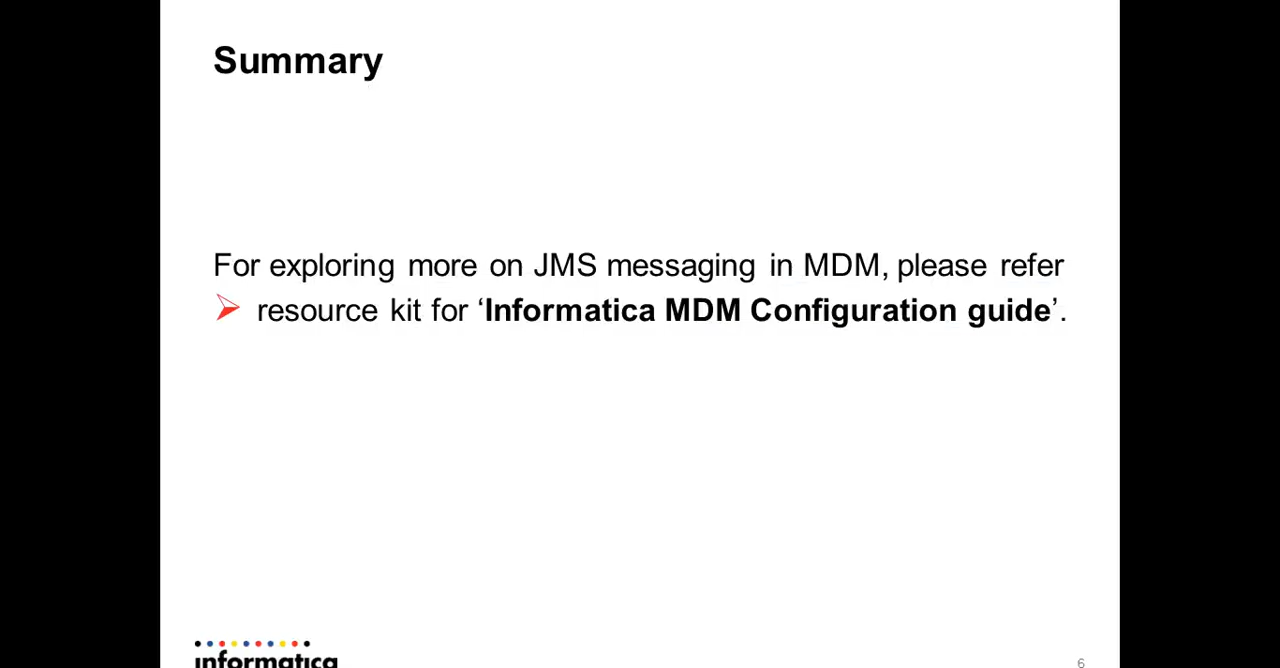 Summary
For exploring more on JMS messaging in MDM, please refer
resource kit for ‘Informatica MDM Configuration guide’.
informatica
6